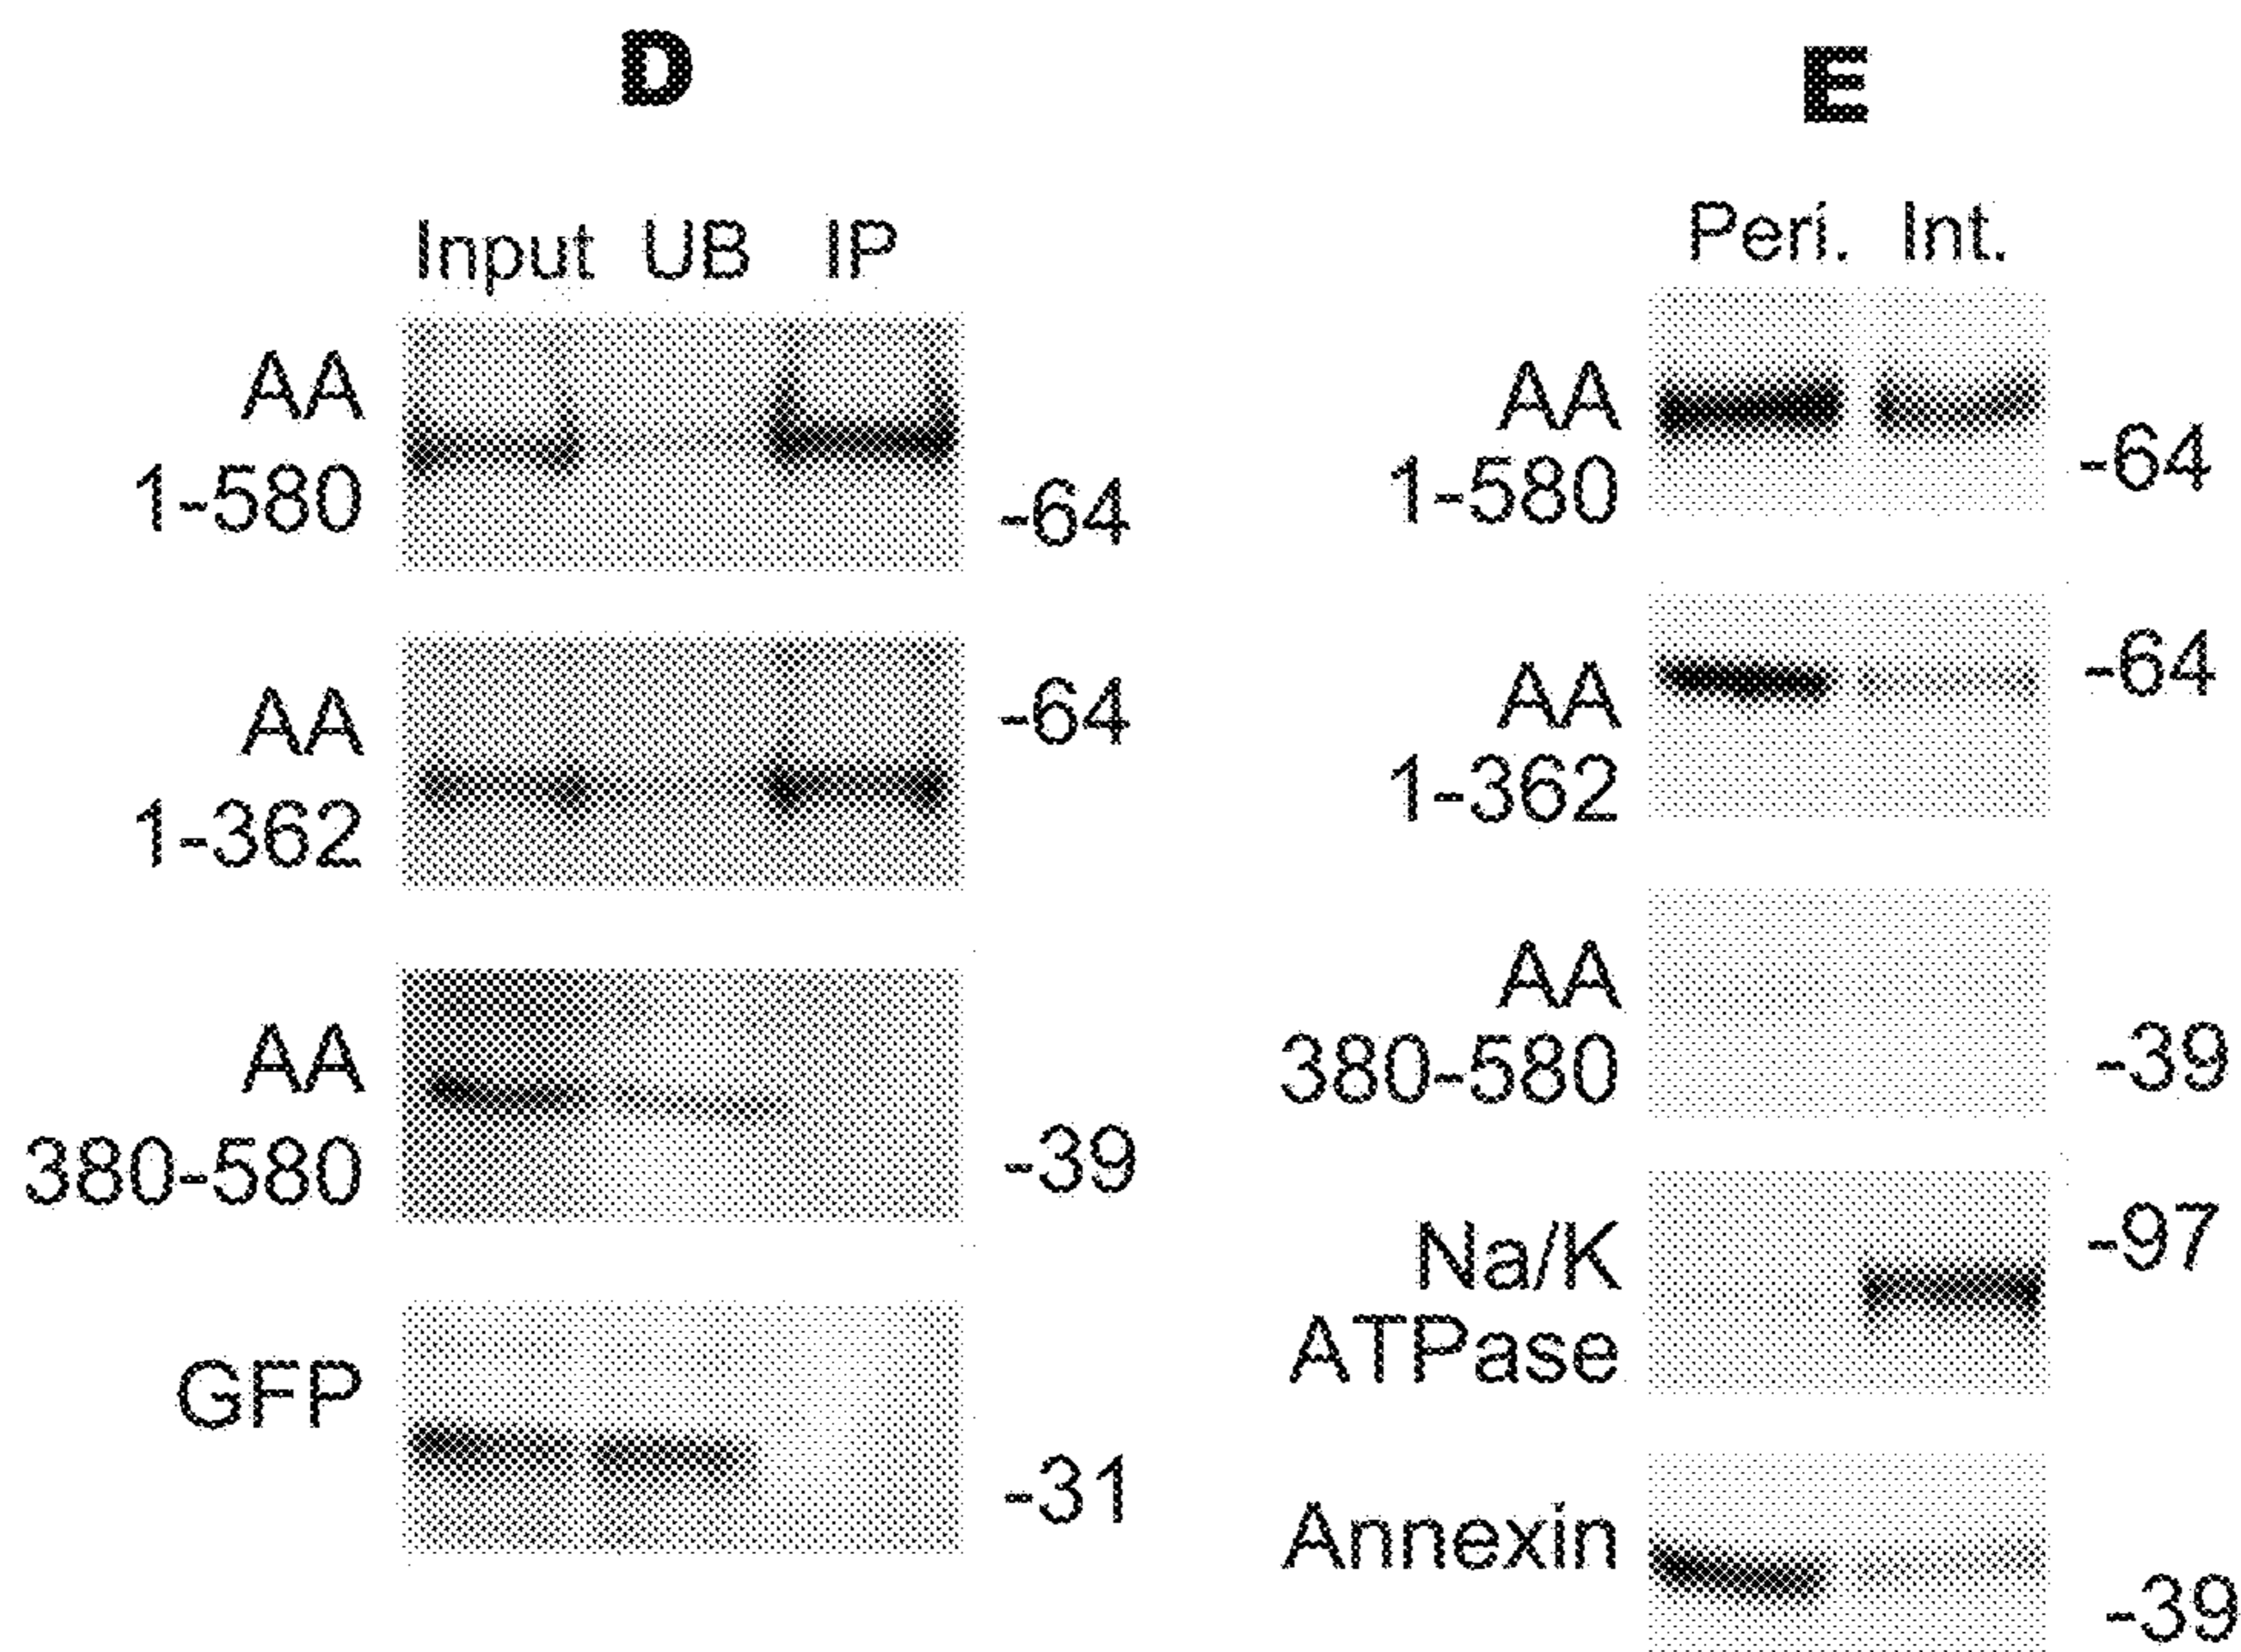 D
Input UB IP
AA
1-580
-64
AA
1-362
-64
AA
380-580
-39
GFP
-31
E
Peri. Int.
AA
1-580
-64
AA
1-362
-64
AA
380-580
-39
Na/K
ATPase
-97
Annexin
-39